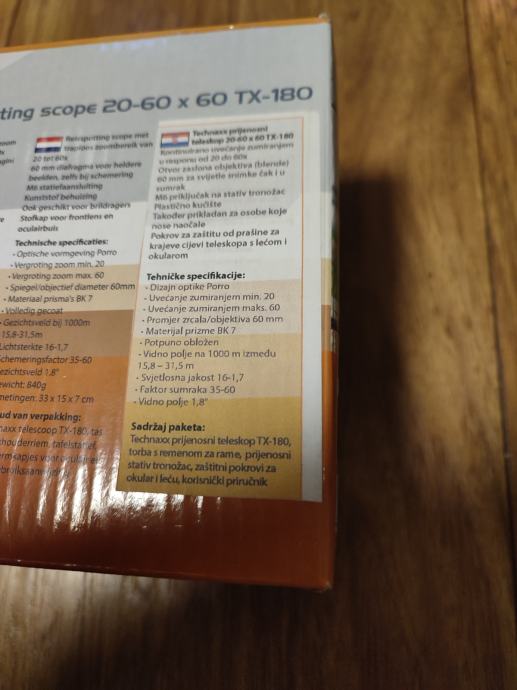 ting scope 20-60 x 60 TX-180
Reisspotting scope met
traploos zoombereik van
20 tot 60x
60 mm diafragma voor heldere
beelden, zelfs bij schemering
M6 statiefaansluiting
Kunststof behuizing
Ook geschikt voor brildragers
Stofkap voor frontlens en
oculairbuis
Technische specificaties:
- Optische vormgeving Porro
- Vergroting zoom min. 20
- Vergroting zoom max. 60
- Spiegel/objectief diameter 60mm
- Materiaal prisma's BK 7
- Volledig gecoat
- Gezichtsveld bij 1000m
15,8-31,5m
Lichtsterkte 16-1,7
chemeringsfactor 35-60
ezichtsveld 1,8°
ewicht: 840g
metingen: 33 x 15 x 7 cm
ud van verpakking:
naxx telescoop TX-180, tas
houderriem, tafelstatief,
Technaxx prijenosni
teleskop 20-60 x 60 TX-180
Kontinuirano uvećanje zumiranjem
u rasponu od 20 do 60x
Otvor zaslona objektiva (blende)
60 mm za svijetle snimke čak i u
sumrak
M6 priključak na stativ tronožac
Plastično kućište
Također prikladan za osobe koje
nose naočale
Pokrov za zaštitu od prašine za
krajeve cijevi teleskopa s lećom i
okularom
Tehničke specifikacije:
- Dizajn optike Porro
- Uvećanje zumiranjem min. 20
- Uvećanje zumiranjem maks. 60
- Promjer zrcala/objektiva 60 mm
- Materijal prizme BK 7
- Potpuno obložen
- Vidno polje na 1000 m između
15,8 – 31,5 m
- Svjetlosna jakost 16-1,7
- Faktor sumraka 35-60
- Vidno polje 1,8°
Sadržaj paketa:
Technaxx prijenosni teleskop TX-180,
torba s remenom za rame, prijenosni
stativ tronožac, zaštitni pokrovi za
okular i leću, korisnički priručnik